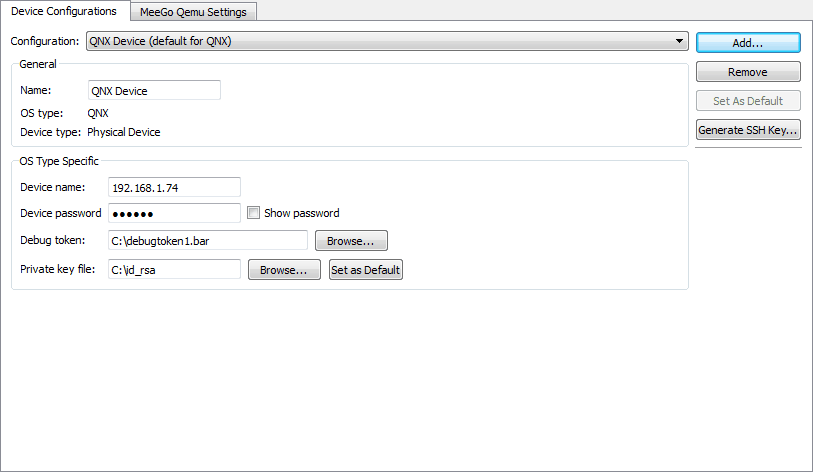 Device Configurations MeeGo Qemu Settings
Configuration: QNX Device (default for QNX) Add...
General
Remove
Name: QNX Device
Set As Default
OS type: QNX
Device type: Physical Device Generate SSH Key...
OS Type Specific
Device name: 192.168.1.74
Device password ●●●●●● Show password
Debug token: C:\debugtoken1.bar Browse...
Private key file: C:\id_rsa Browse... Set as Default